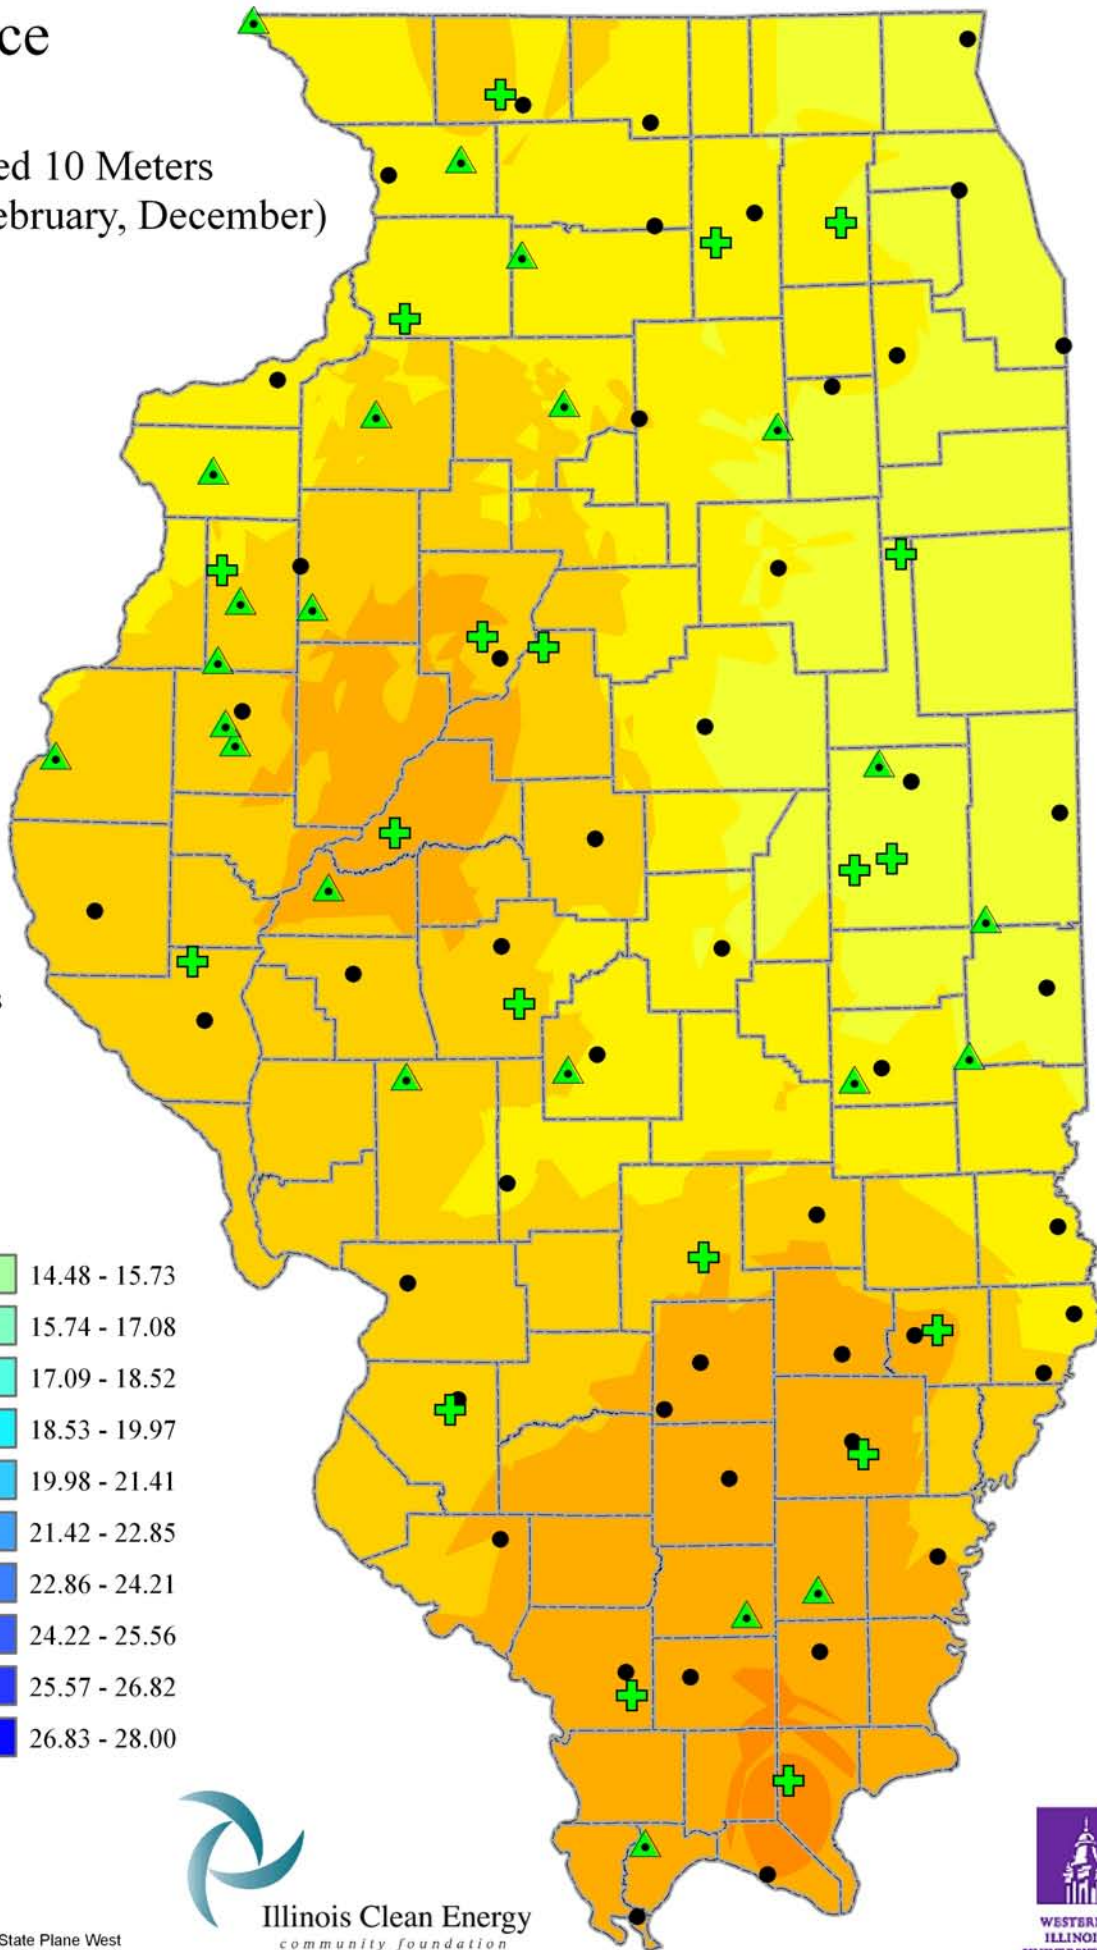 ce
ed 10 Meters
ebruary, December)
s
14.48 - 15.73
15.74 - 17.08
17.09 - 18.52
18.53 - 19.97
19.98 - 21.41
21.42 - 22.85
22.86 - 24.21
24.22 - 25.56
25.57 - 26.82
26.83 - 28.00
Illinois Clean Energy
community foundation
State Plane West
WESTER
ILLINOI